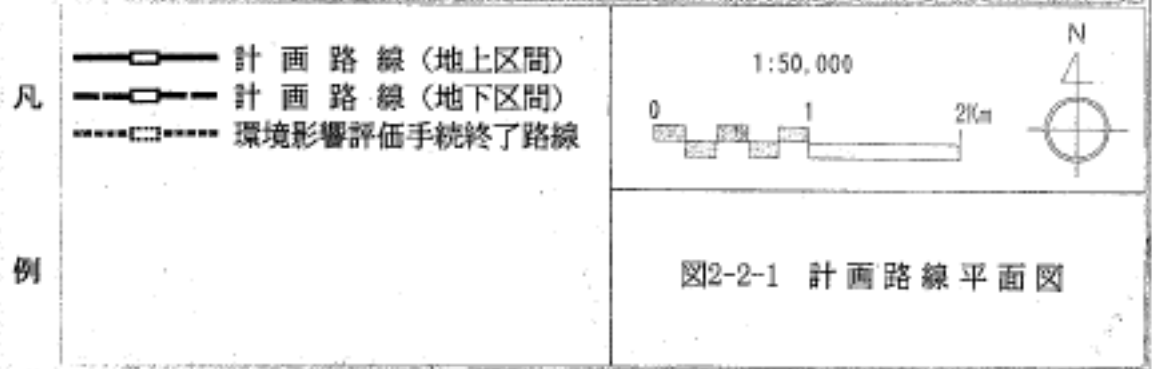 凡
例
計画路線(地上区間)
計画路線(地下区間)
環境影響評価手続終了路線
1:50,000
0 1 2Km
N
図2-2-1 計画路線平面図